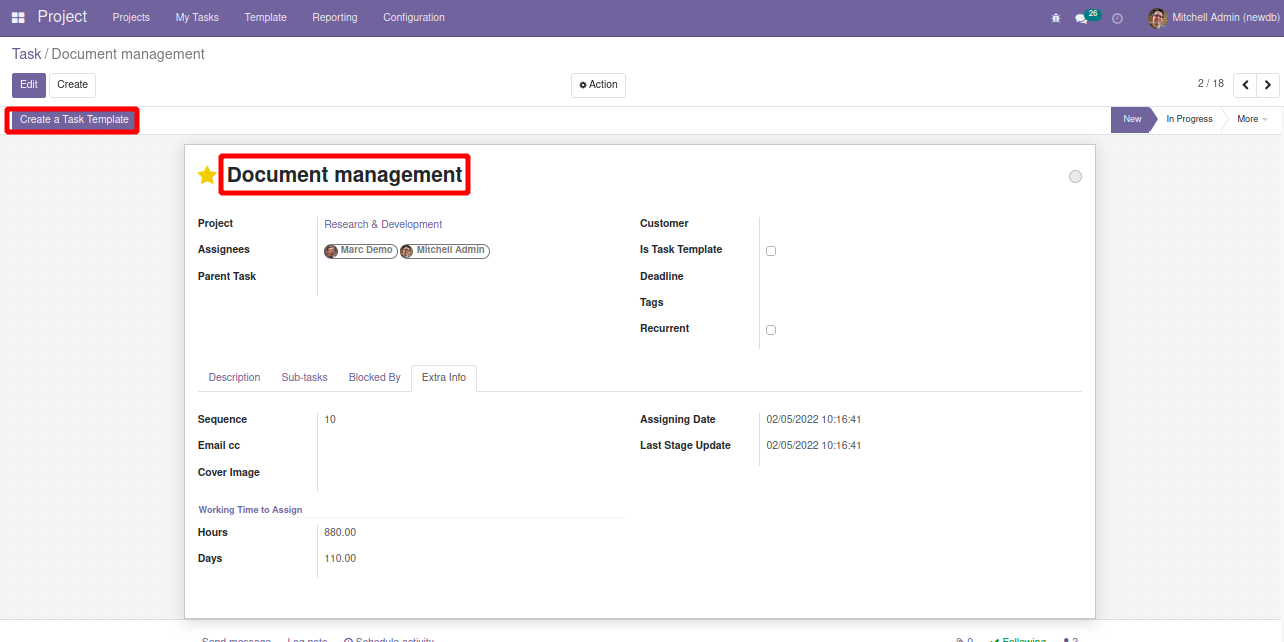 Project Projects My Tasks Template Reporting Configuration 26 Mitchell Admin (newdb)
Task / Document management
Edit Create Action 2 / 18
Create a Task Template New In Progress More
Document management
Project Research & Development Customer
Assignees Marc Demo Mitchell Admin Is Task Template
Parent Task Deadline
Tags
Recurrent
Description Sub-tasks Blocked By Extra Info
Sequence 10 Assigning Date 02/05/2022 10:16:41
Email cc Last Stage Update 02/05/2022 10:16:41
Cover Image
Working Time to Assign
Hours 880.00
Days 110.00
Send message Log note Schedule activity 0 Following 3